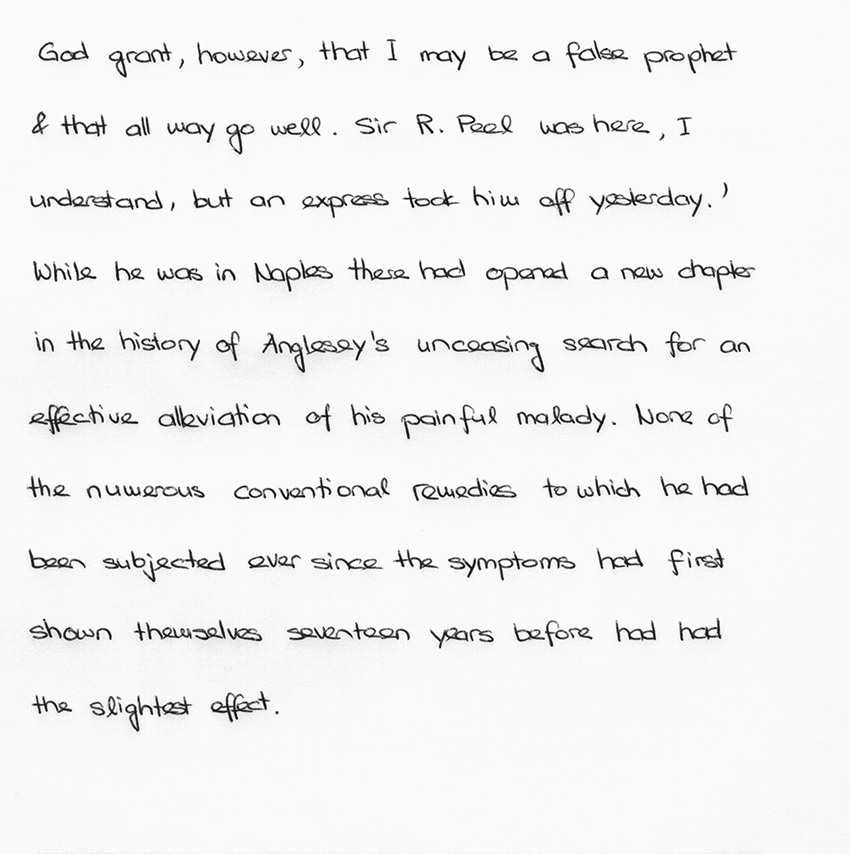 God grant, however, that I may be a false prophet
& that all way go well. Sir R. Peel was here, I
understand, but an express took him off yesterday.'
While he was in Naples there had opened a new chapter
in the history of Anglesey's unceasing search for an
effective alleviation of his painful malady. None of
the numerous conventional remedies to which he had
been subjected ever since the symptoms had first
shown themselves seventeen years before had had
the slightest effect.